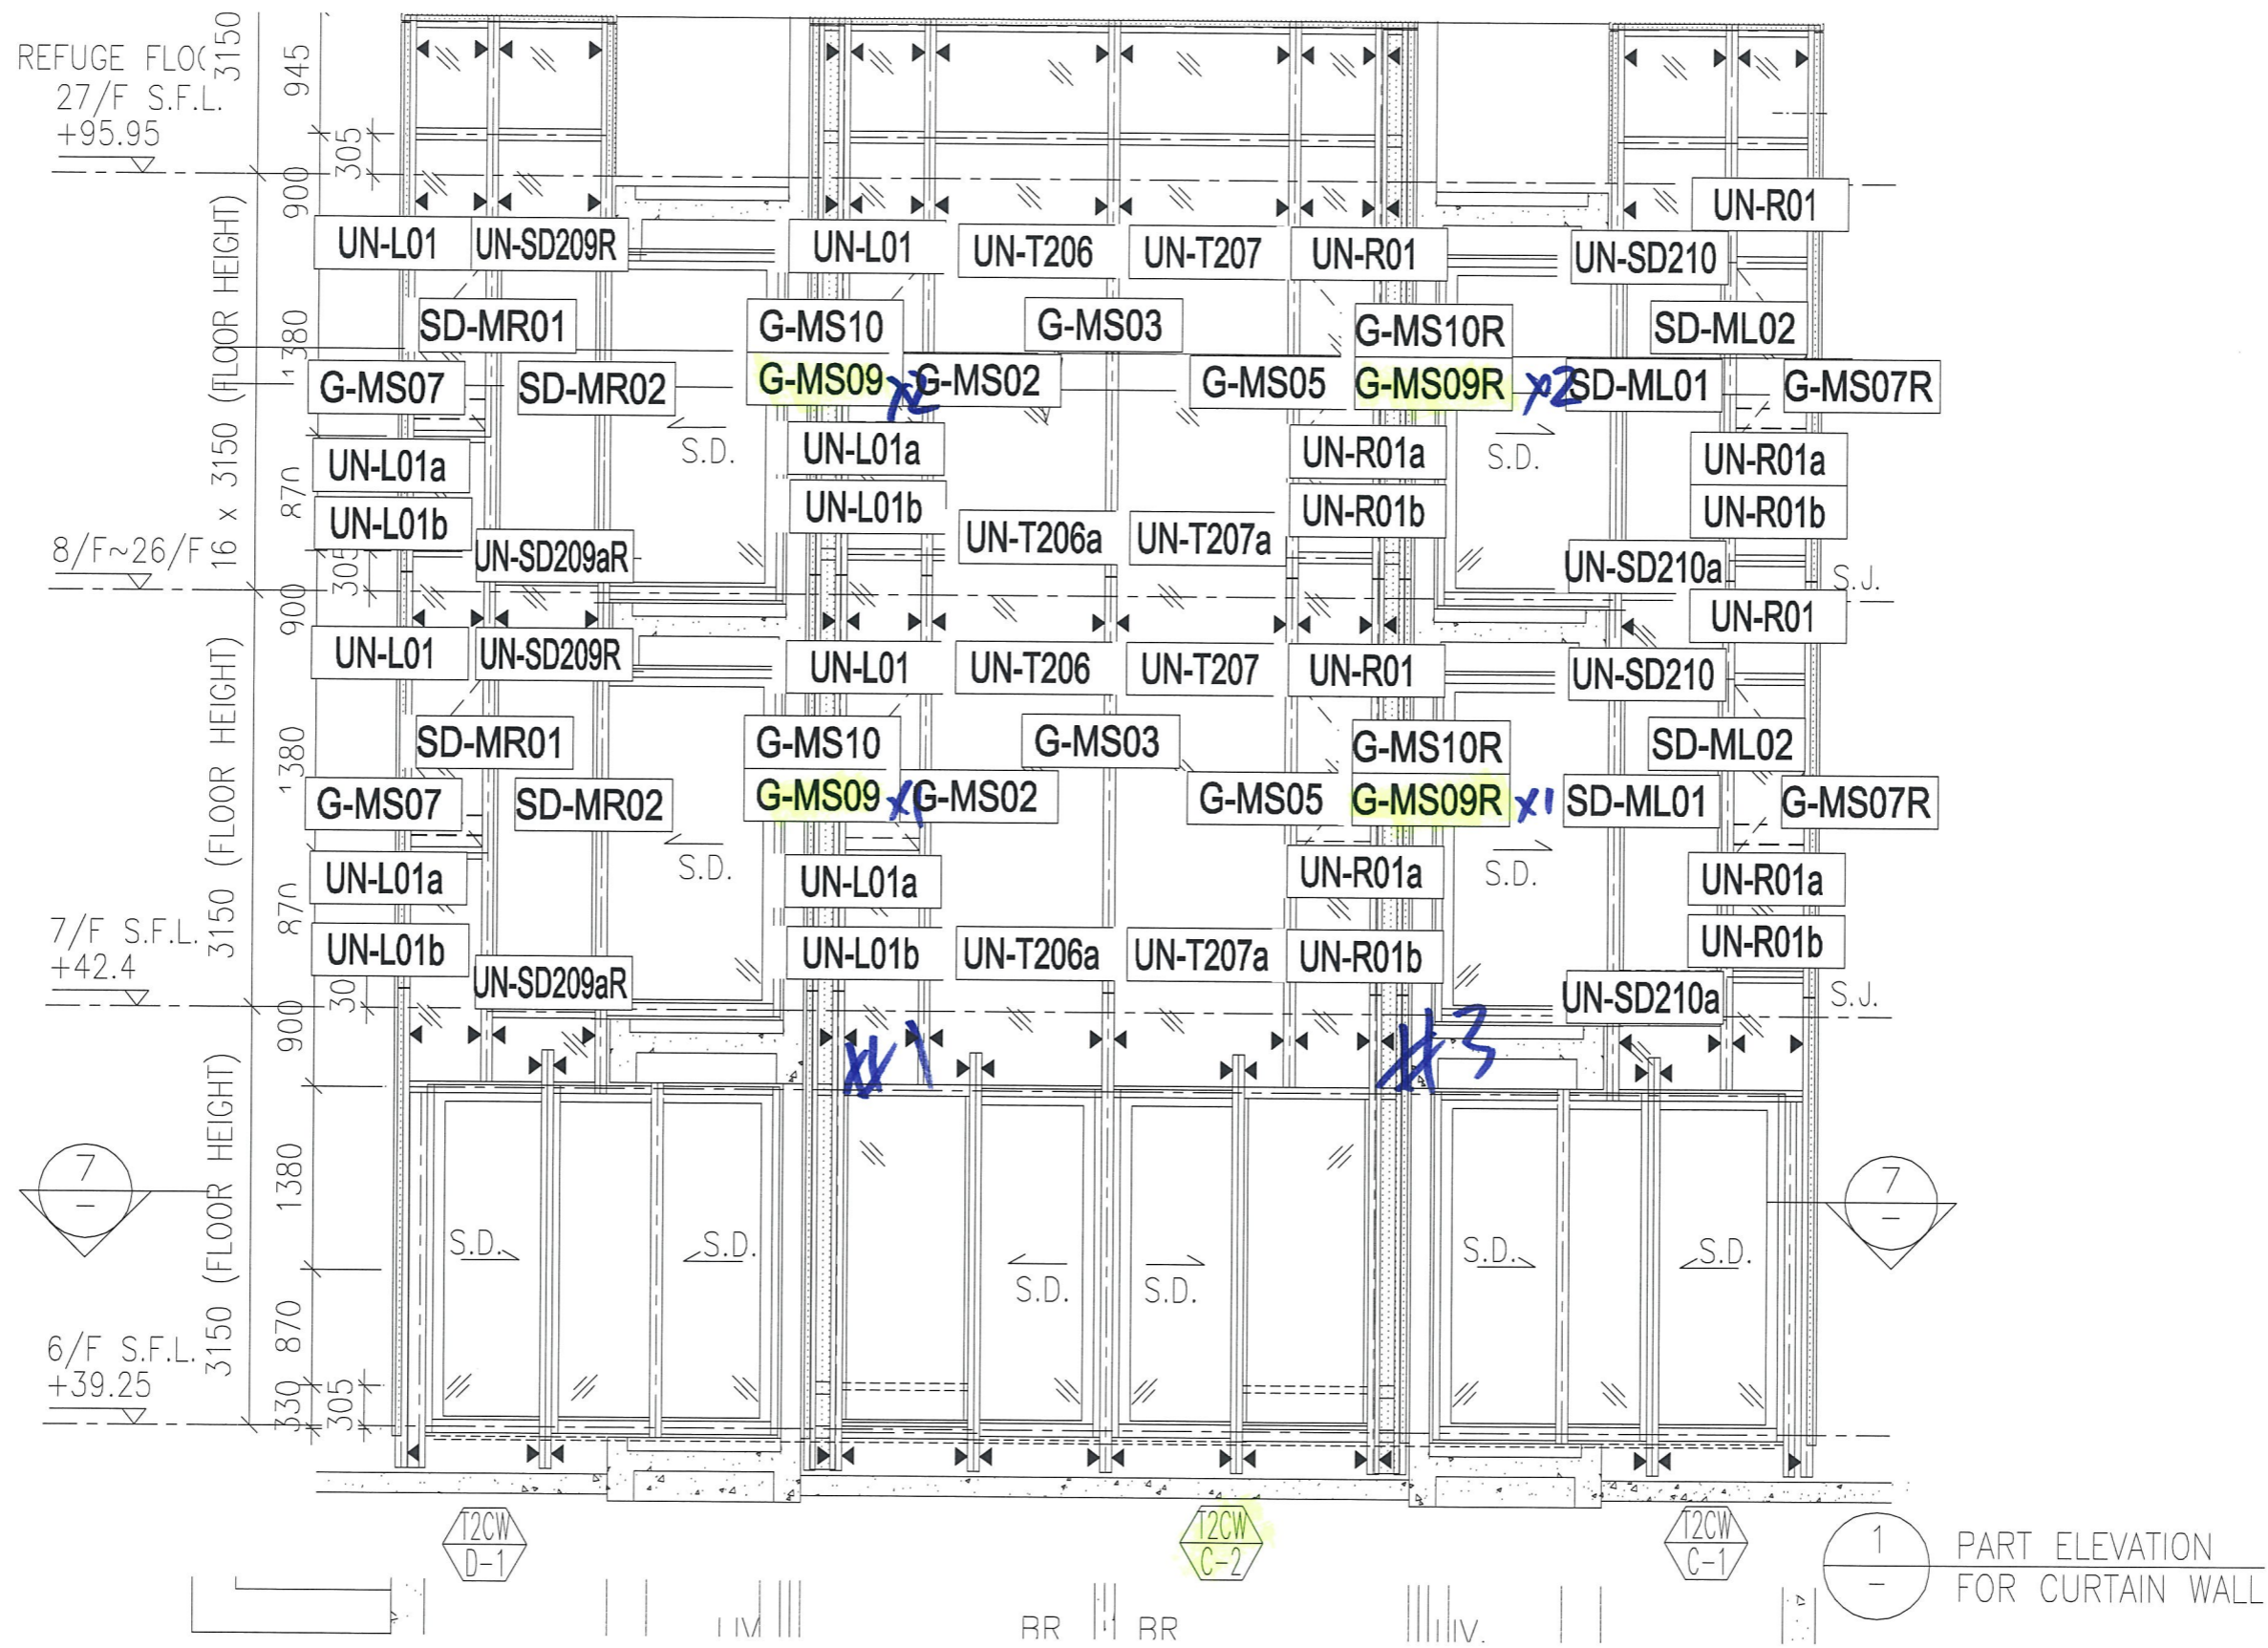 3150
945
REFUGE FLOO
27/F S.F.L.
+95.95
305
900
UN-R01
UN-L01 UN-SD209R UN-L01 UN-T206 UN-T207 UN-R01 UN-SD210
16 x 3150 (FLOOR HEIGHT)
1380
SD-MR01 G-MS10 G-MS03 G-MS10R SD-ML02
G-MS07 SD-MR02 G-MS09 x2 G-MS02 G-MS05 G-MS09R x2 SD-ML01 G-MS07R
S.D. S.D.
UN-L01a UN-L01a UN-R01a UN-R01a
870
UN-L01b UN-L01b UN-R01b UN-R01b
UN-SD209aR UN-T206a UN-T207a UN-SD210a
8/F~26/F
305
S.J.
900
UN-R01
UN-L01 UN-SD209R UN-L01 UN-T206 UN-T207 UN-R01 UN-SD210
3150 (FLOOR HEIGHT)
1380
SD-MR01 G-MS10 G-MS03 G-MS10R SD-ML02
G-MS07 SD-MR02 G-MS09 x1 G-MS02 G-MS05 G-MS09R x1 SD-ML01 G-MS07R
S.D. S.D.
UN-L01a UN-L01a UN-R01a UN-R01a
870
UN-L01b UN-L01b UN-T206a UN-T207a UN-R01b UN-R01b
7/F S.F.L.
+42.4
UN-SD209aR UN-SD210a
30
S.J.
900
#3
3150 (FLOOR HEIGHT)
1380
7
-
7
-
S.D. S.D. S.D. S.D. S.D. S.D.
870
6/F S.F.L.
+39.25
330
305
T2CW
D-1
T2CW
C-2
T2CW
C-1
1
-
PART ELEVATION
FOR CURTAIN WALL
BR BR